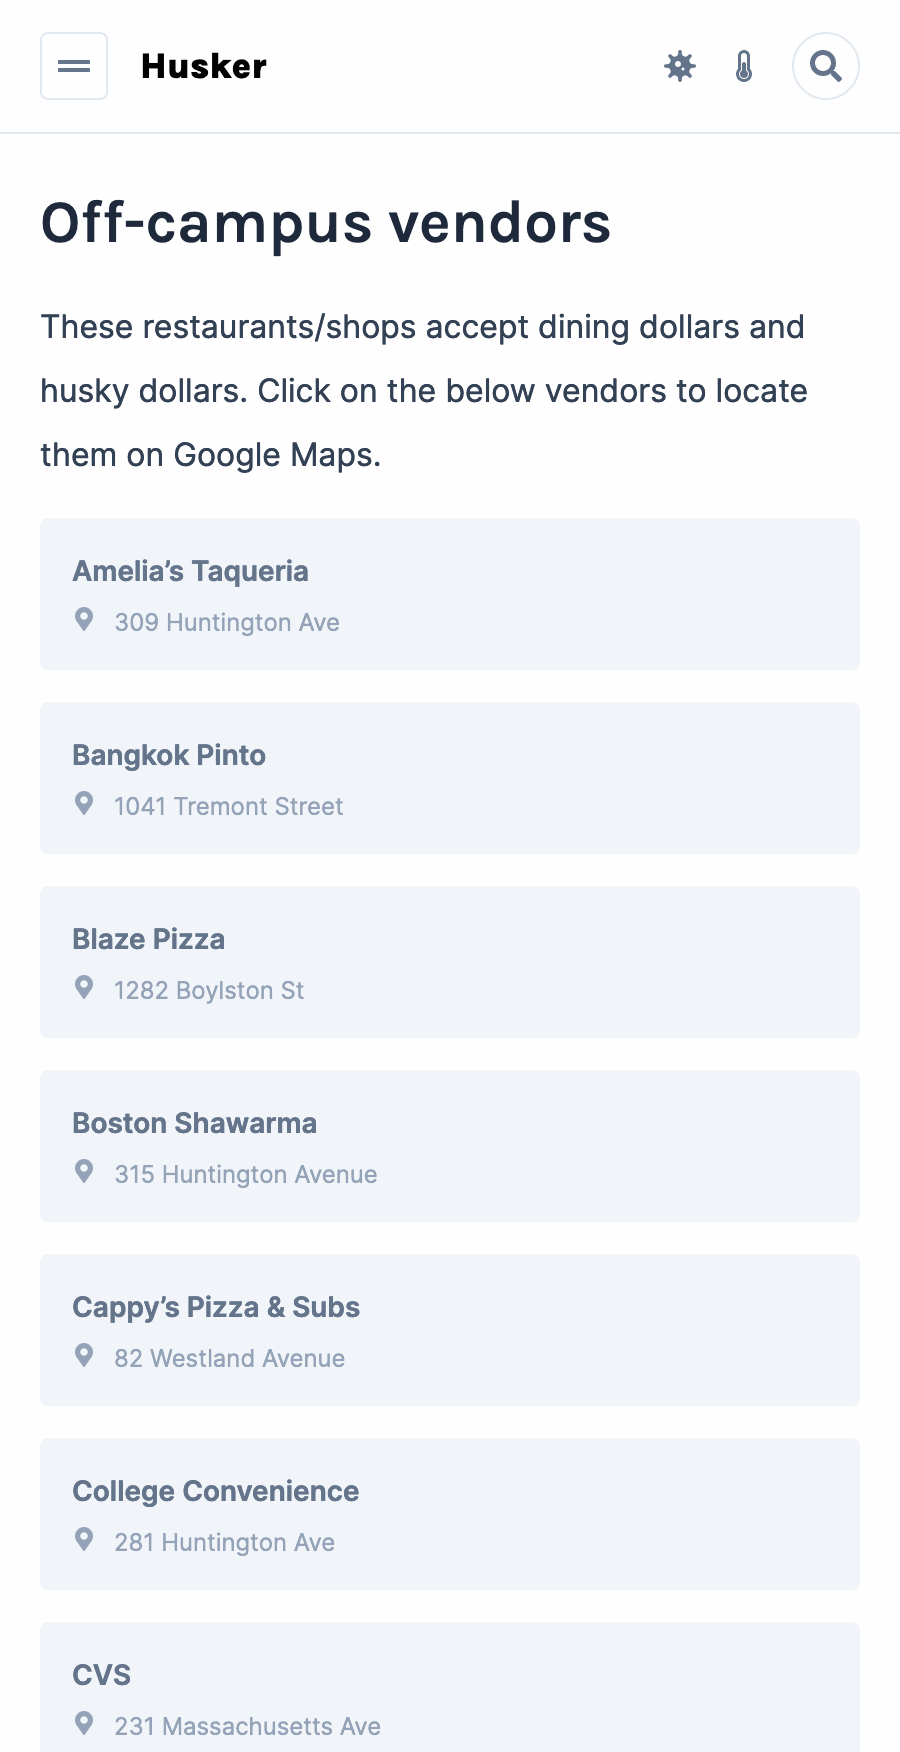 Husker
Off-campus vendors
These restaurants/shops accept dining dollars and
husky dollars. Click on the below vendors to locate
them on Google Maps.
Amelia’s Taqueria
309 Huntington Ave
Bangkok Pinto
1041 Tremont Street
Blaze Pizza
1282 Boylston St
Boston Shawarma
315 Huntington Avenue
Cappy’s Pizza & Subs
82 Westland Avenue
College Convenience
281 Huntington Ave
CVS
231 Massachusetts Ave